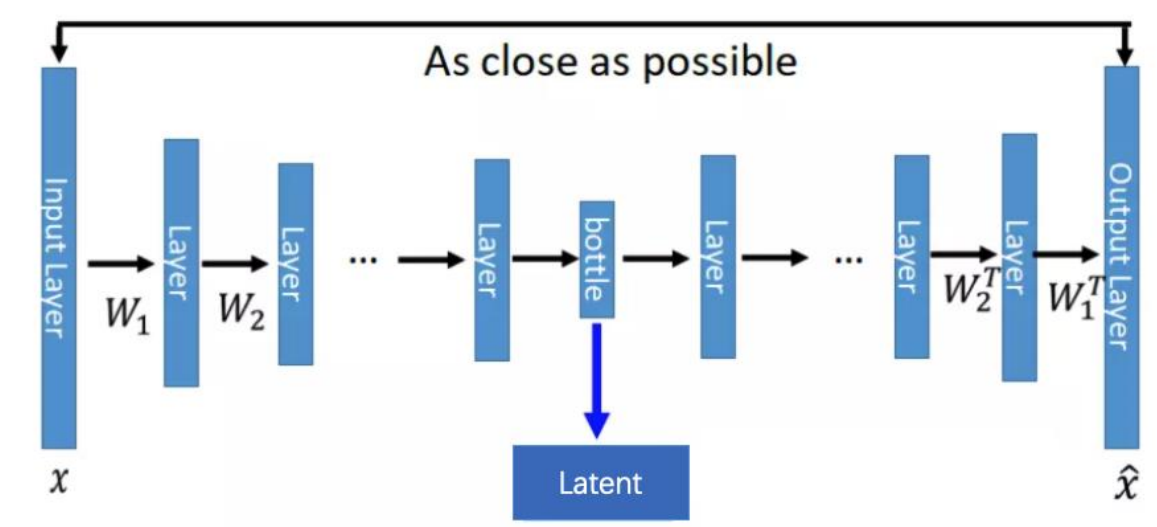 As close as possible
Input Layer
W₁
Layer
W₂
Layer
...
Layer
bottle
Layer
...
Layer
W₂ᵀ
Layer
W₁ᵀ
Output Layer
x
Latent
x̂